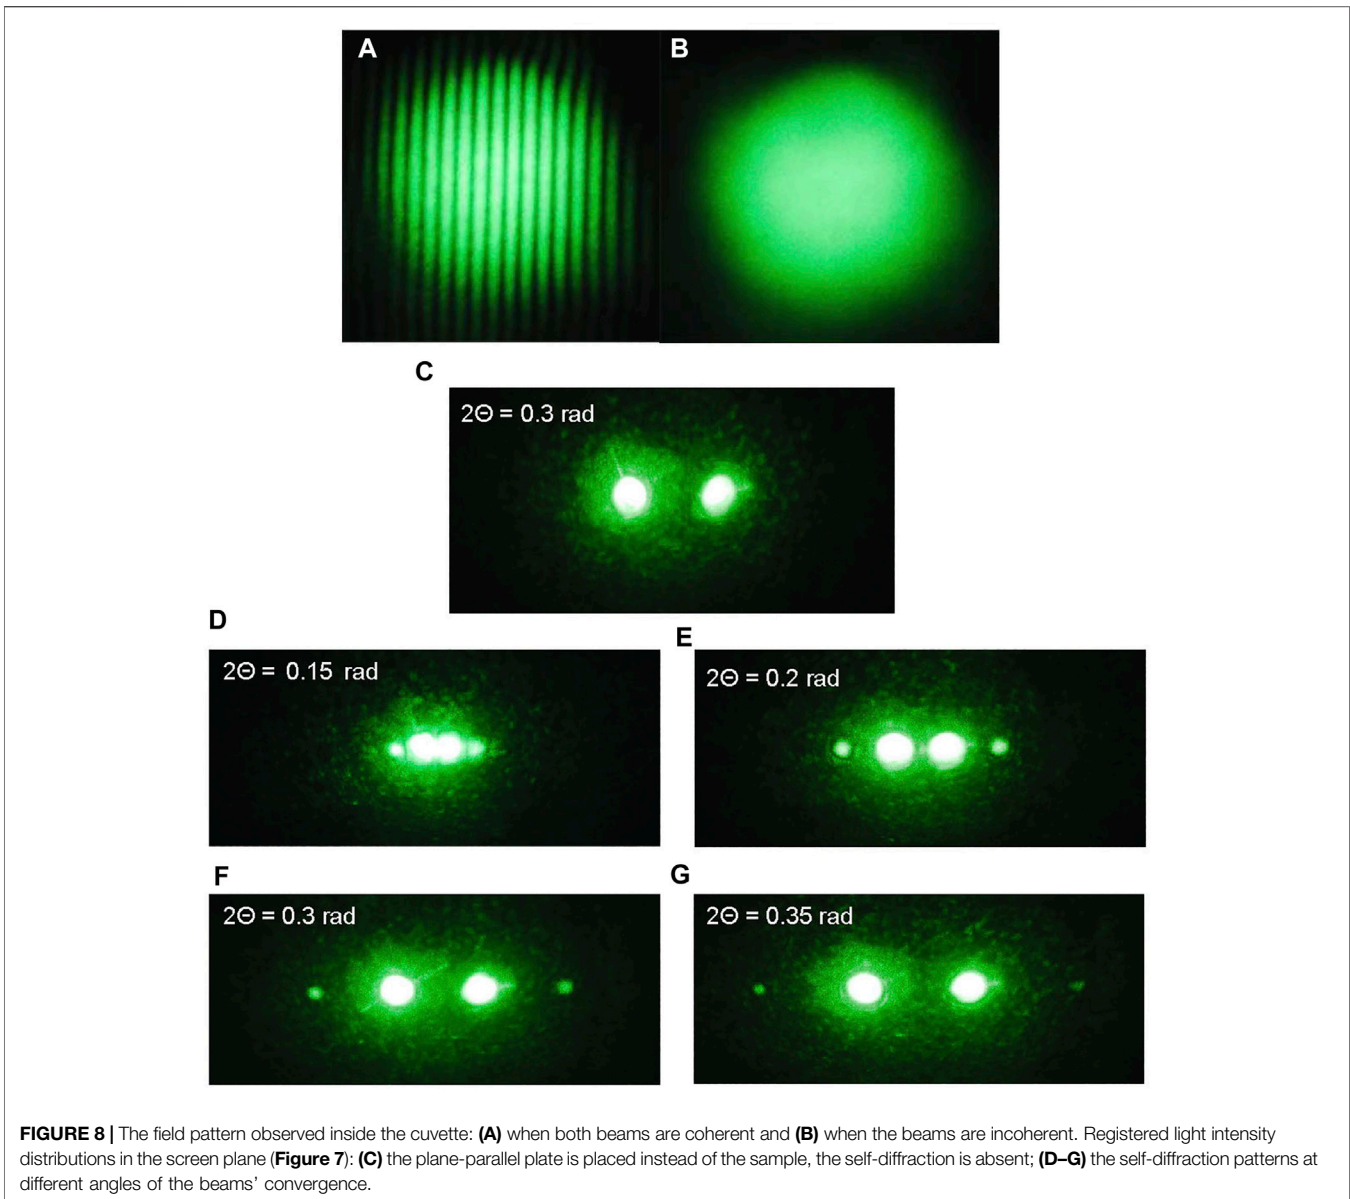 A
B
C
2Θ = 0.3 rad
D
2Θ = 0.15 rad
E
2Θ = 0.2 rad
F
2Θ = 0.3 rad
G
2Θ = 0.35 rad
FIGURE 8 | The field pattern observed inside the cuvette: (A) when both beams are coherent and (B) when the beams are incoherent. Registered light intensity
distributions in the screen plane (Figure 7): (C) the plane-parallel plate is placed instead of the sample, the self-diffraction is absent; (D–G) the self-diffraction patterns at
different angles of the beams’ convergence.